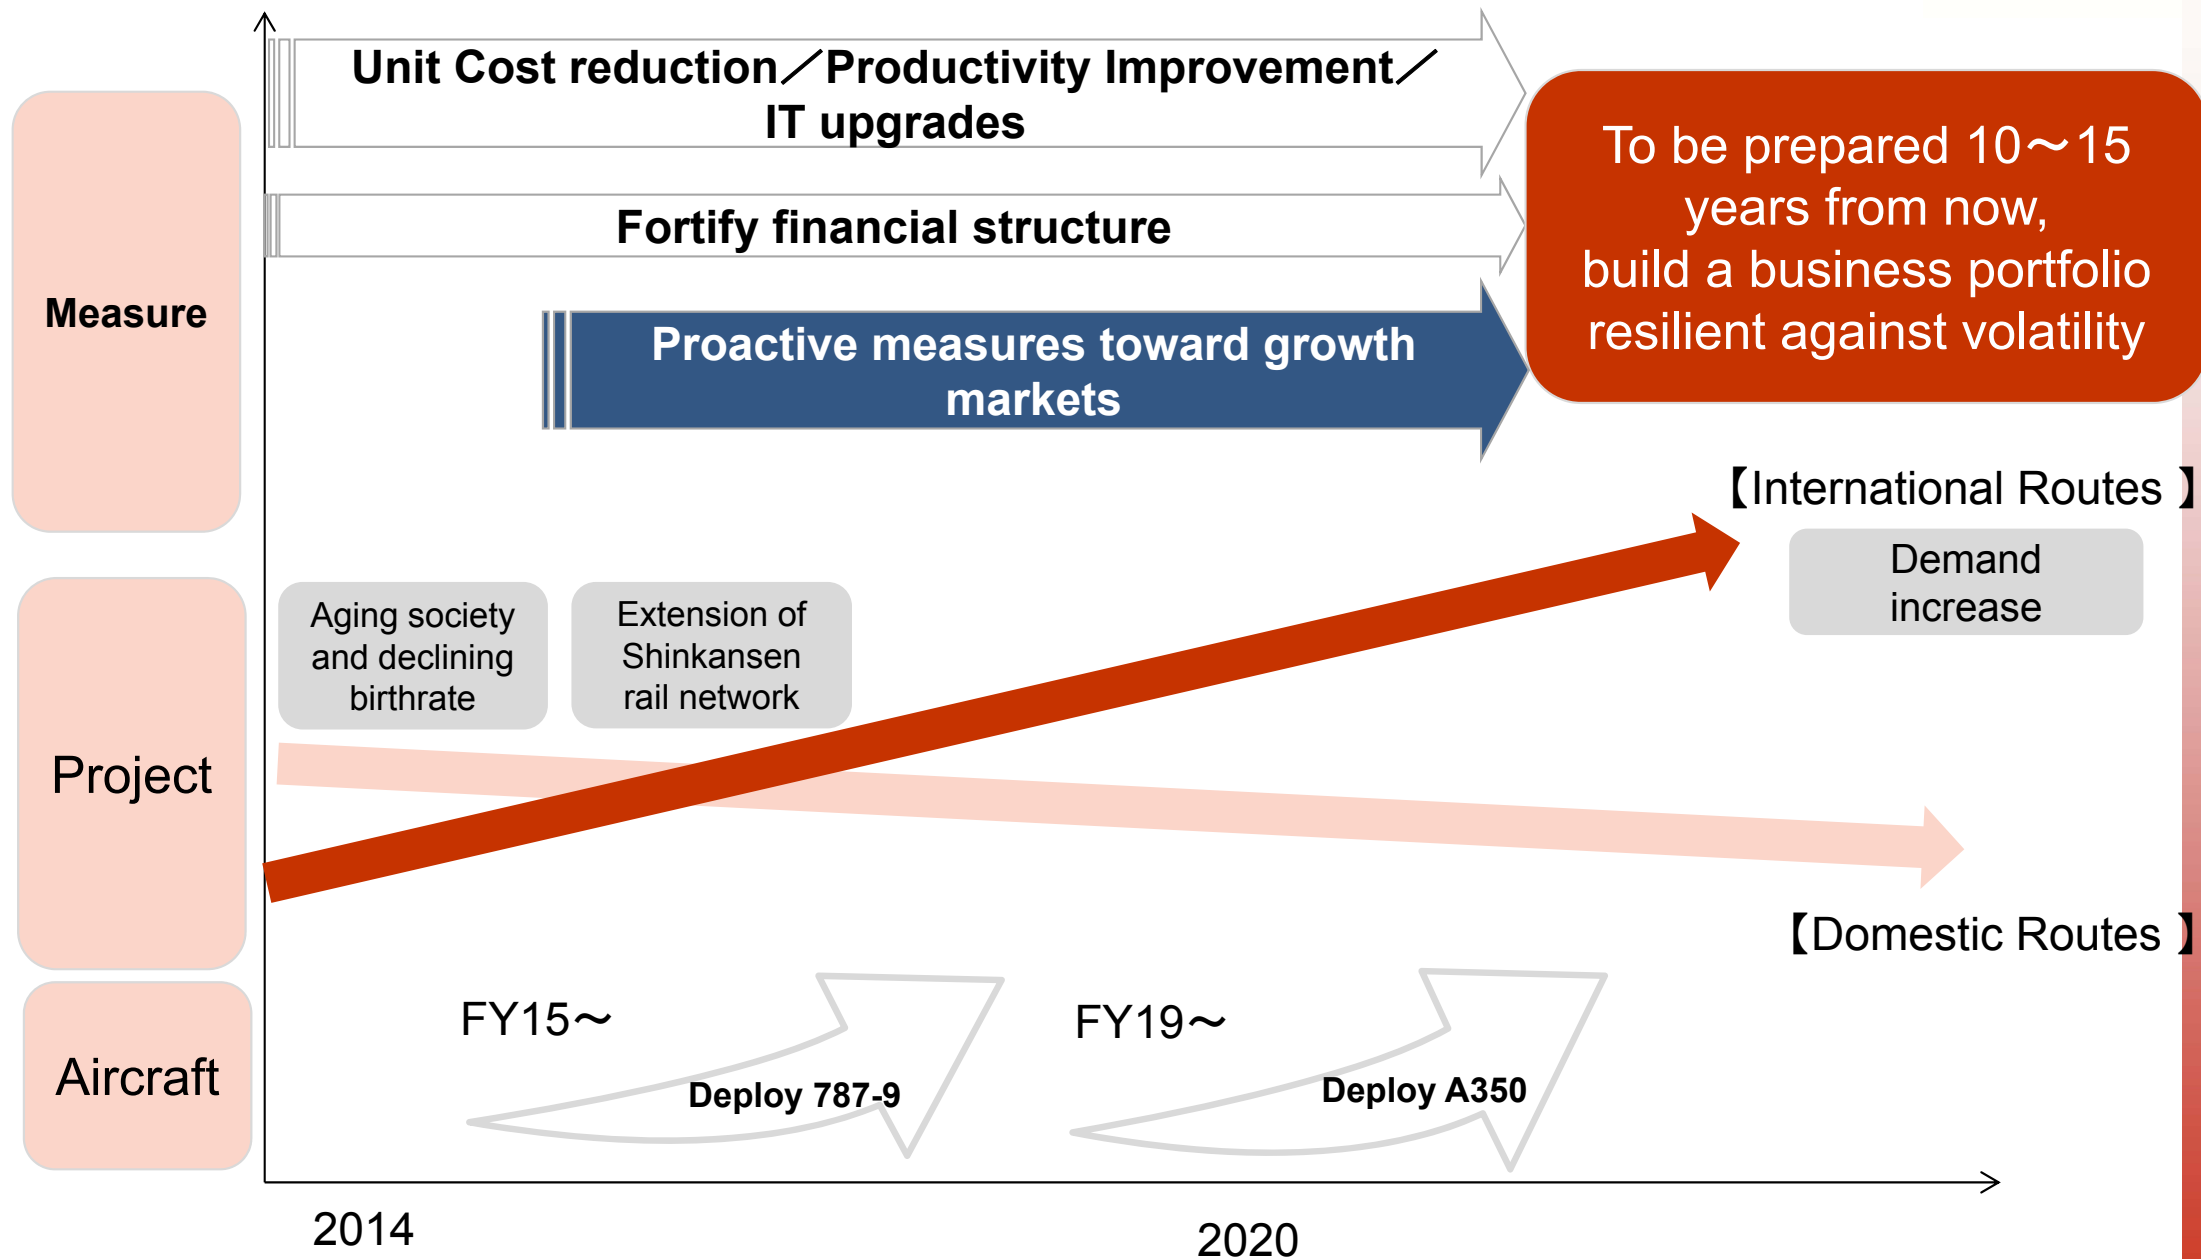 Unit Cost reduction／Productivity Improvement／
IT upgrades
To be prepared 10～15
years from now,
build a business portfolio
resilient against volatility
Fortify financial structure
Measure
Proactive measures toward growth
markets
【International Routes 】
Demand
increase
Aging society
and declining
birthrate
Extension of
Shinkansen
rail network
Project
【Domestic Routes 】
FY15～
FY19～
Aircraft
Deploy 787-9
Deploy A350
2014
2020